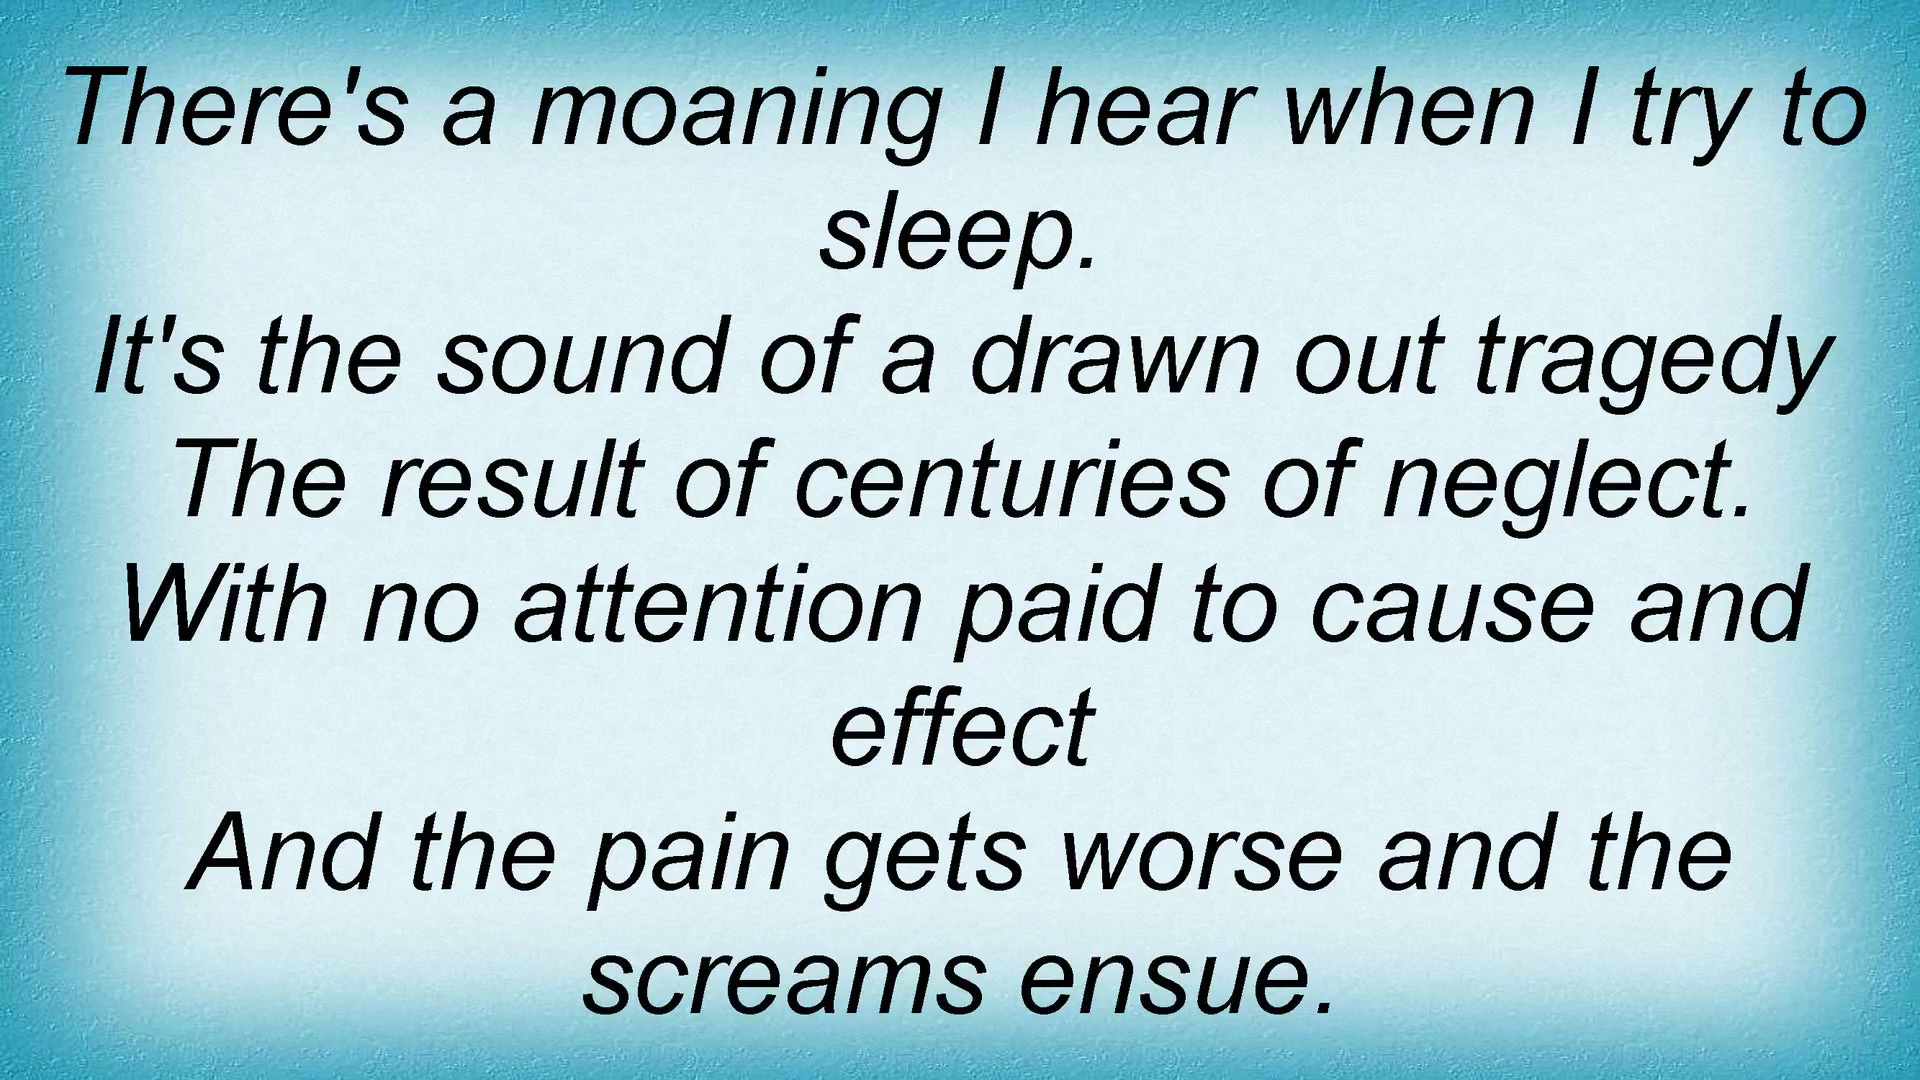 There's a moaning I hear when I try to
sleep.
It's the sound of a drawn out tragedy
The result of centuries of neglect.
With no attention paid to cause and
effect
And the pain gets worse and the
screams ensue.